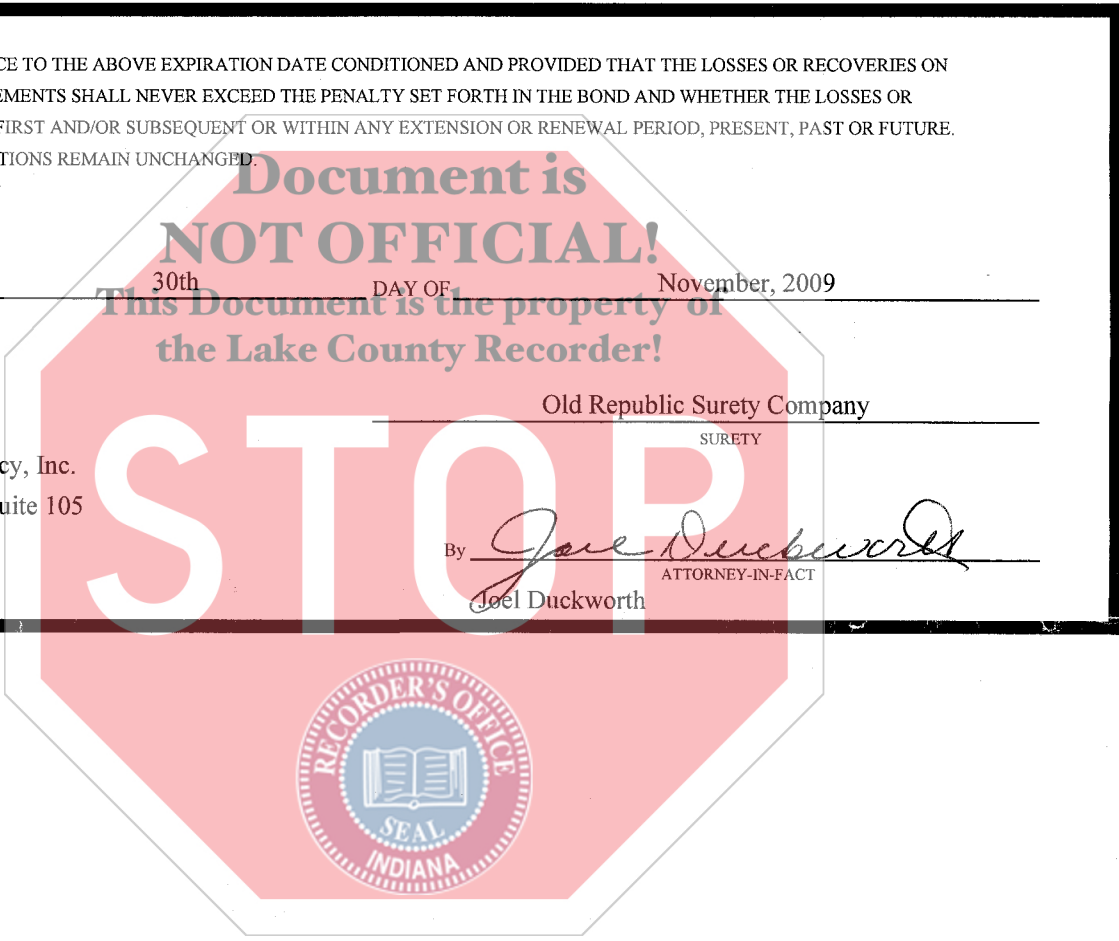 CE TO THE ABOVE EXPIRATION DATE CONDITIONED AND PROVIDED THAT THE LOSSES OR RECOVERIES ON
EMENTS SHALL NEVER EXCEED THE PENALTY SET FORTH IN THE BOND AND WHETHER THE LOSSES OR
FIRST AND/OR SUBSEQUENT OR WITHIN ANY EXTENSION OR RENEWAL PERIOD, PRESENT, PAST OR FUTURE.
TIONS REMAIN UNCHANGED.
Document is
NOT OFFICIAL!
30th DAY OF November, 2009
This Document is the property of
the Lake County Recorder!
Old Republic Surety Company
SURETY
STOP
cy, Inc.
uite 105
By Joel Duckworth
ATTORNEY-IN-FACT
Joel Duckworth
RECORDER'S OFFICE
SEAL
INDIANA